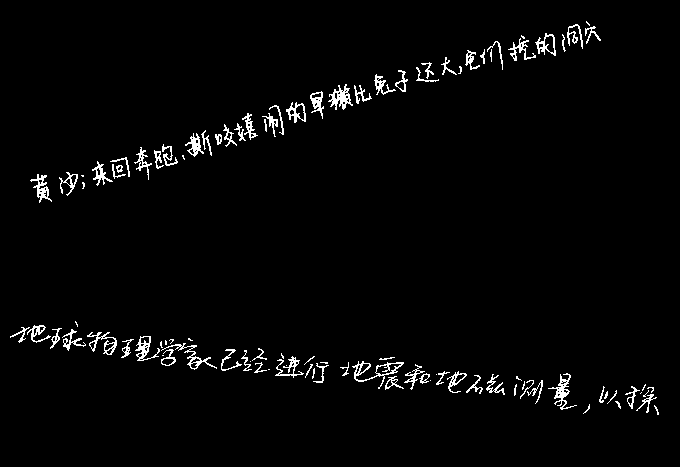 黄沙;来回奔跑、撕咬嬉闹的旱獭比兔子还大,它们挖的洞穴
地球物理学家已经进行地震和地磁测量,以探